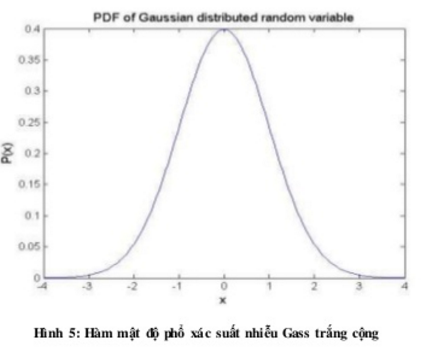 PDF of Gaussian distributed random variable
0.4
0.35
0.3
0.25
0.2
0.15
0.1
0.05
0
P(x)
-4 -3 -2 -1 0 1 2 3 4
x
Hình 5: Hàm mật độ phổ xác suất nhiễu Gass trắng cộng